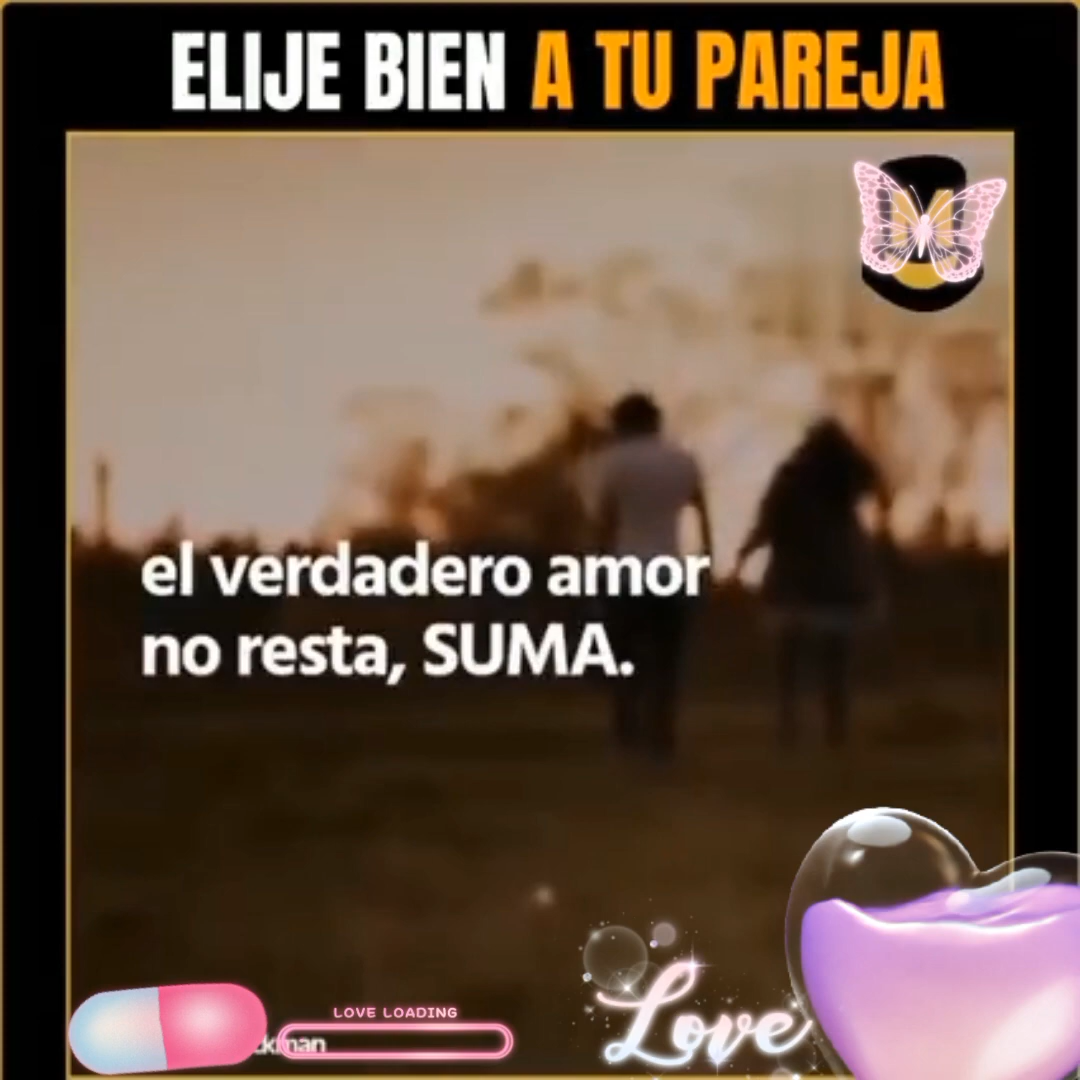 ELIJE BIEN A TU PAREJA
el verdadero amor
no resta, SUMA.
LOVE LOADING
Love